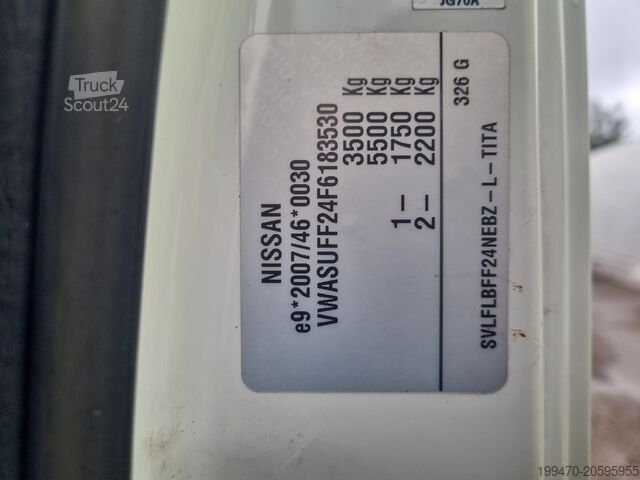 JG70A
Truck
Scout24
NISSAN
e9*2007/46*0030
VWASUFF24F6183530
3500 Kg
5500 Kg
1– 1750 Kg
2– 2200 Kg
326 G
SVLFLBFF24NEBZ – L – TITA
199470-20595955